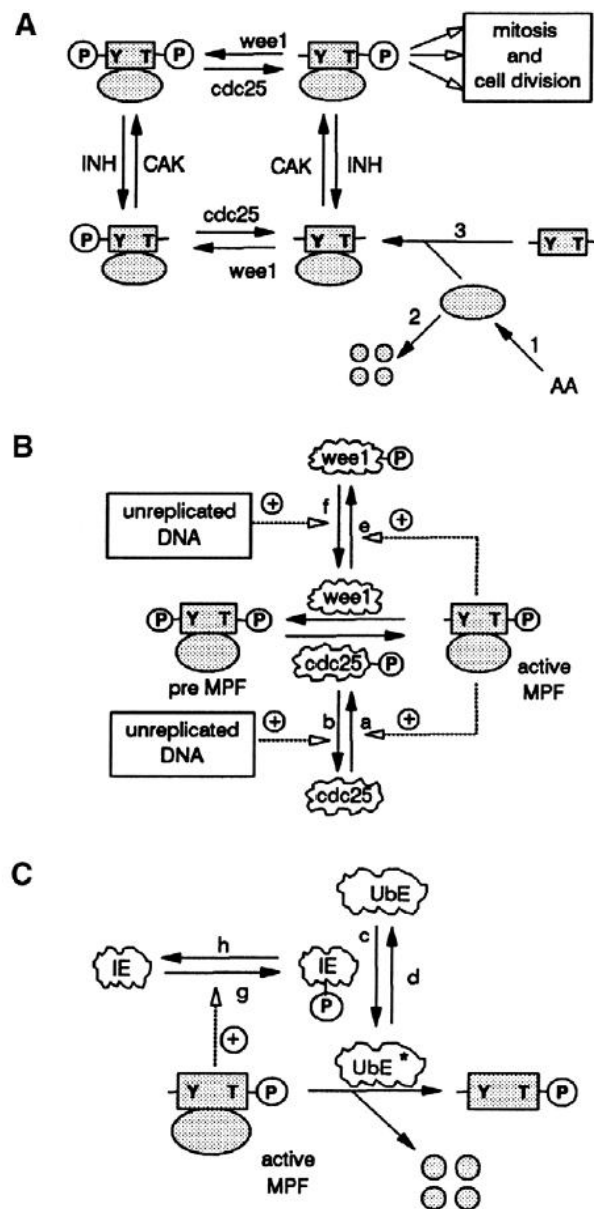 A
P Y T P
wee1
cdc25
Y T P
mitosis
and
cell division
INH
CAK
CAK
INH
P Y T
cdc25
wee1
Y T
3
Y T
2
1
AA
B
wee1 P
unreplicated
DNA
+
f
e
+
wee1
P Y T P
Y T P
cdc25 P
pre MPF
active
MPF
unreplicated
DNA
+
b
a
+
cdc25
C
UbE
h
c
IE
IE
d
g
P
+
UbE*
Y T P
Y T P
active
MPF